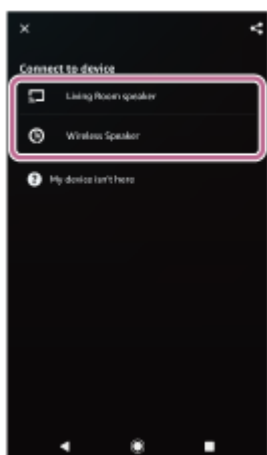 Connect to device
Living Room speaker
Wireless Speaker
My device isn't here